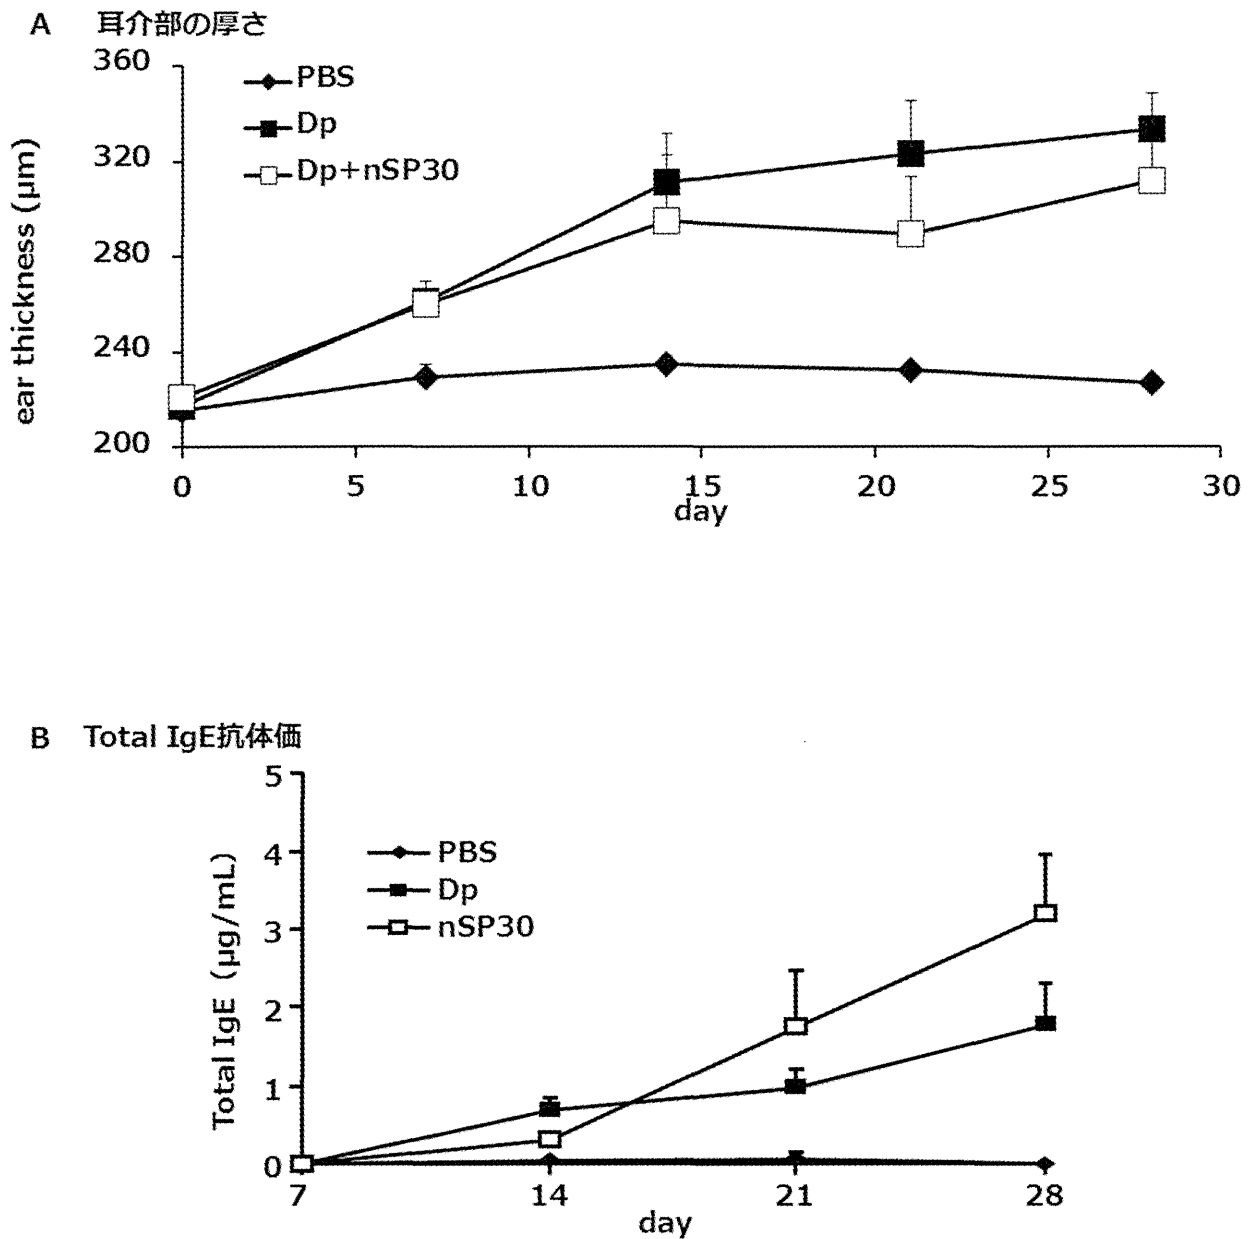 A 耳介部の厚さ
360
320
280
240
200
ear thickness (μm)
PBS
Dp
Dp+nSP30
0 5 10 15 20 25 30
day
B Total IgE抗体価
5
4
3
2
1
0
Total IgE (μg/mL)
PBS
Dp
nSP30
7 14 21 28
day